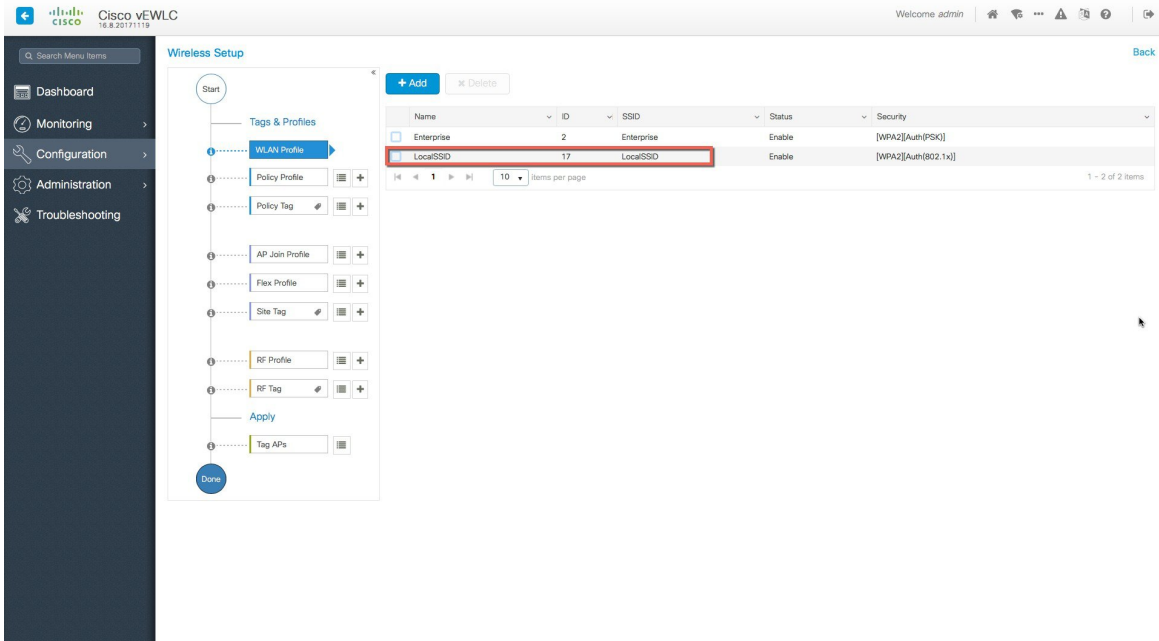 cisco Cisco vEWLC
16.8.20171119
Welcome admin
Search Menu Items
Dashboard
Monitoring
Configuration
Administration
Troubleshooting
Wireless Setup
Back
Start
Tags & Profiles
WLAN Profile
Policy Profile
Policy Tag
AP Join Profile
Flex Profile
Site Tag
RF Profile
RF Tag
Apply
Tag APs
Done
+ Add × Delete
Name ID SSID Status Security
Enterprise 2 Enterprise Enable [WPA2][Auth(PSK)]
LocalSSID 17 LocalSSID Enable [WPA2][Auth(802.1x)]
1 10 items per page 1 - 2 of 2 items